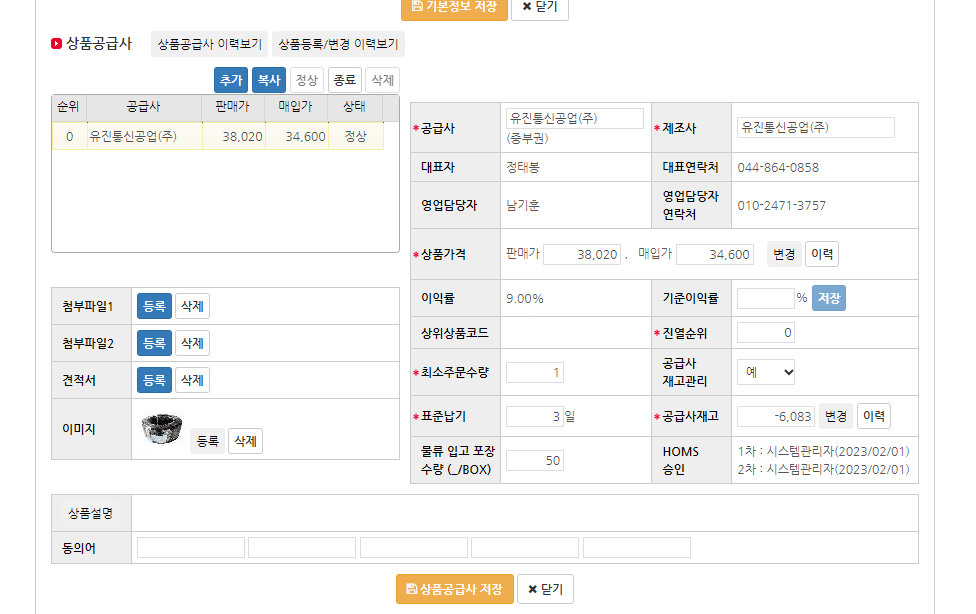 기본정보 저장 ✖ 닫기
상품공급사 상품공급사 이력보기 상품등록/변경 이력보기
추가 복사 정상 종료 삭제
순위 공급사 판매가 매입가 상태
0 유진통신공업(주) 38,020 34,600 정상
*공급사 유진통신공업(주) (중부권) *제조사 유진통신공업(주)
대표자 정태봉 대표연락처 044-864-0858
영업담당자 남기훈 영업담당자 연락처 010-2471-3757
*상품가격 판매가 38,020 , 매입가 34,600 변경 이력
이익률 9.00% 기준이익률 % 저장
상위상품코드 *진열순위 0
*최소주문수량 1 공급사 재고관리 예
*표준납기 3 일 *공급사재고 -6,083 변경 이력
물류 입고 포장 수량 (_/BOX) 50 HOMS 승인 1차 : 시스템관리자(2023/02/01)
2차 : 시스템관리자(2023/02/01)
첨부파일1 등록 삭제
첨부파일2 등록 삭제
견적서 등록 삭제
이미지 등록 삭제
상품설명
동의어
상품공급사 저장 ✖ 닫기